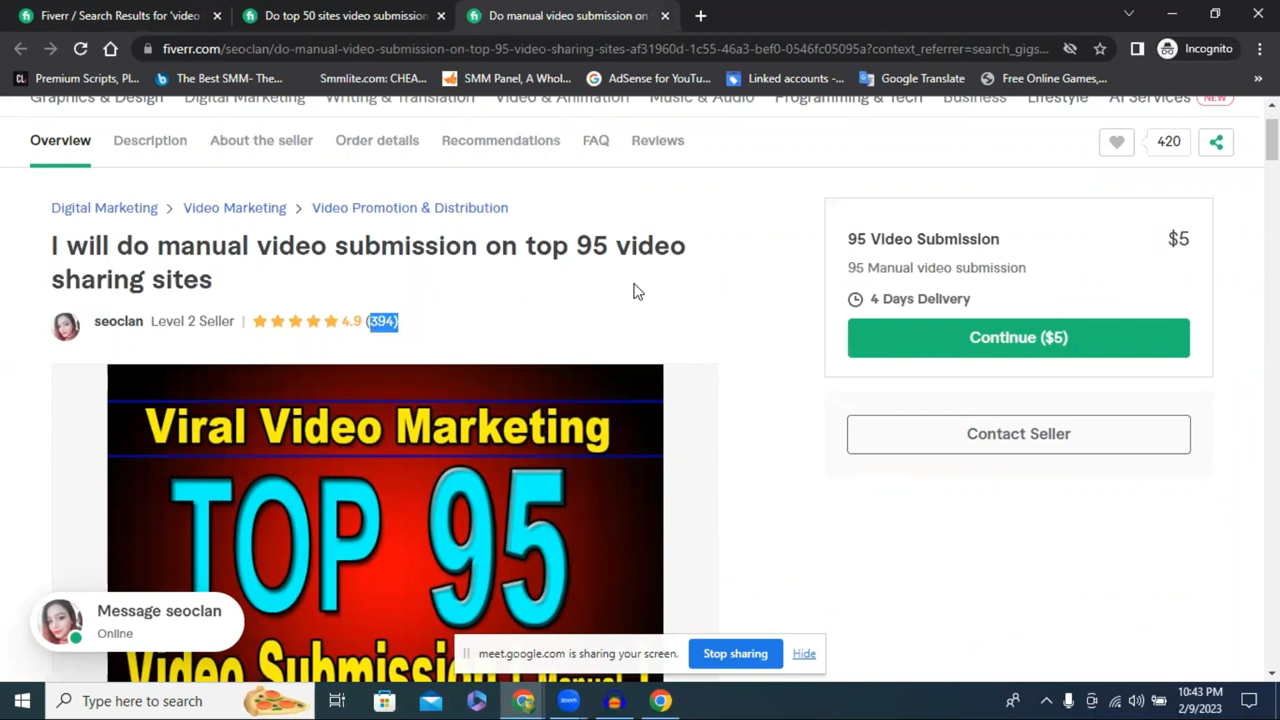 Fiverr / Search Results for 'video
Do top 50 sites video submission
Do manual video submission on
fiverr.com/seoclan/do-manual-video-submission-on-top-95-video-sharing-sites-af31960d-1c55-46a3-bef0-0546fc05095a?context_referrer=search_gigs...
Incognito
Premium Scripts, Pl...
The Best SMM- The...
Smmlite.com: CHEA...
SMM Panel, A Whol...
AdSense for YouTu...
Linked accounts -...
Google Translate
Free Online Games,...
»
Graphics & Design Digital Marketing Writing & Translation Video & Animation Music & Audio Programming & Tech Business Lifestyle AI Services NEW
Overview Description About the seller Order details Recommendations FAQ Reviews 420
Digital Marketing > Video Marketing > Video Promotion & Distribution
I will do manual video submission on top 95 video
sharing sites
seoclan Level 2 Seller | 4.9 (394)
95 Video Submission $5
95 Manual video submission
4 Days Delivery
Continue ($5)
Contact Seller
Viral Video Marketing
TOP 95
Video Submission ( Manual
Message seoclan
Online
meet.google.com is sharing your screen. Stop sharing Hide
Type here to search
zoom
10:43 PM
2/9/2023